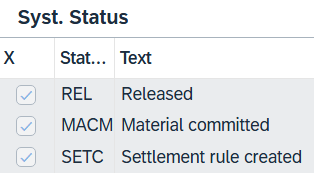 Syst. Status
X Stat... Text
REL Released
MACM Material committed
SETC Settlement rule created